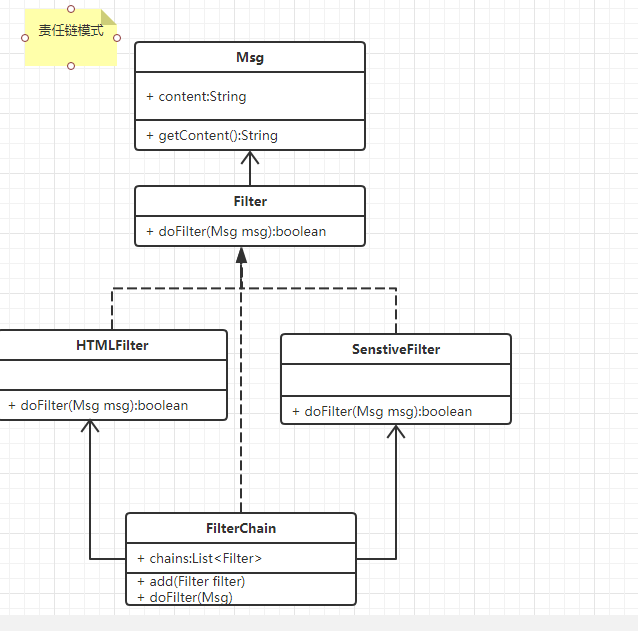 责任链模式
Msg
+ content:String
+ getContent():String
Filter
+ doFilter(Msg msg):boolean
HTMLFilter
+ doFilter(Msg msg):boolean
SenstiveFilter
+ doFilter(Msg msg):boolean
FilterChain
+ chains:List<Filter>
+ add(Filter filter)
+ doFilter(Msg)